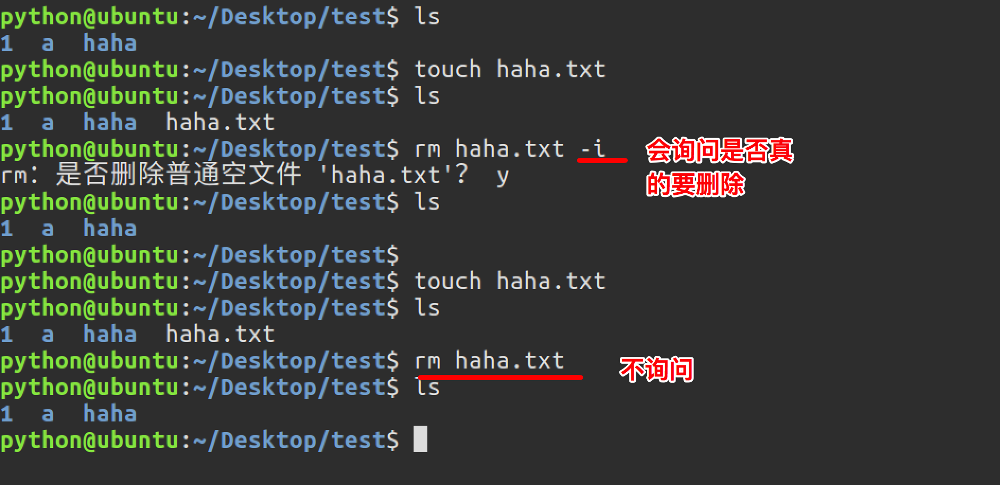 python@ubuntu:~/Desktop/test$ ls
1  a  haha
python@ubuntu:~/Desktop/test$ touch haha.txt
python@ubuntu:~/Desktop/test$ ls
1  a  haha  haha.txt
python@ubuntu:~/Desktop/test$ rm haha.txt -i
会询问是否真
的要删除
rm：是否删除普通空文件 'haha.txt'？ y
python@ubuntu:~/Desktop/test$ ls
1  a  haha
python@ubuntu:~/Desktop/test$
python@ubuntu:~/Desktop/test$ touch haha.txt
python@ubuntu:~/Desktop/test$ ls
1  a  haha  haha.txt
python@ubuntu:~/Desktop/test$ rm haha.txt
不询问
python@ubuntu:~/Desktop/test$ ls
1  a  haha
python@ubuntu:~/Desktop/test$